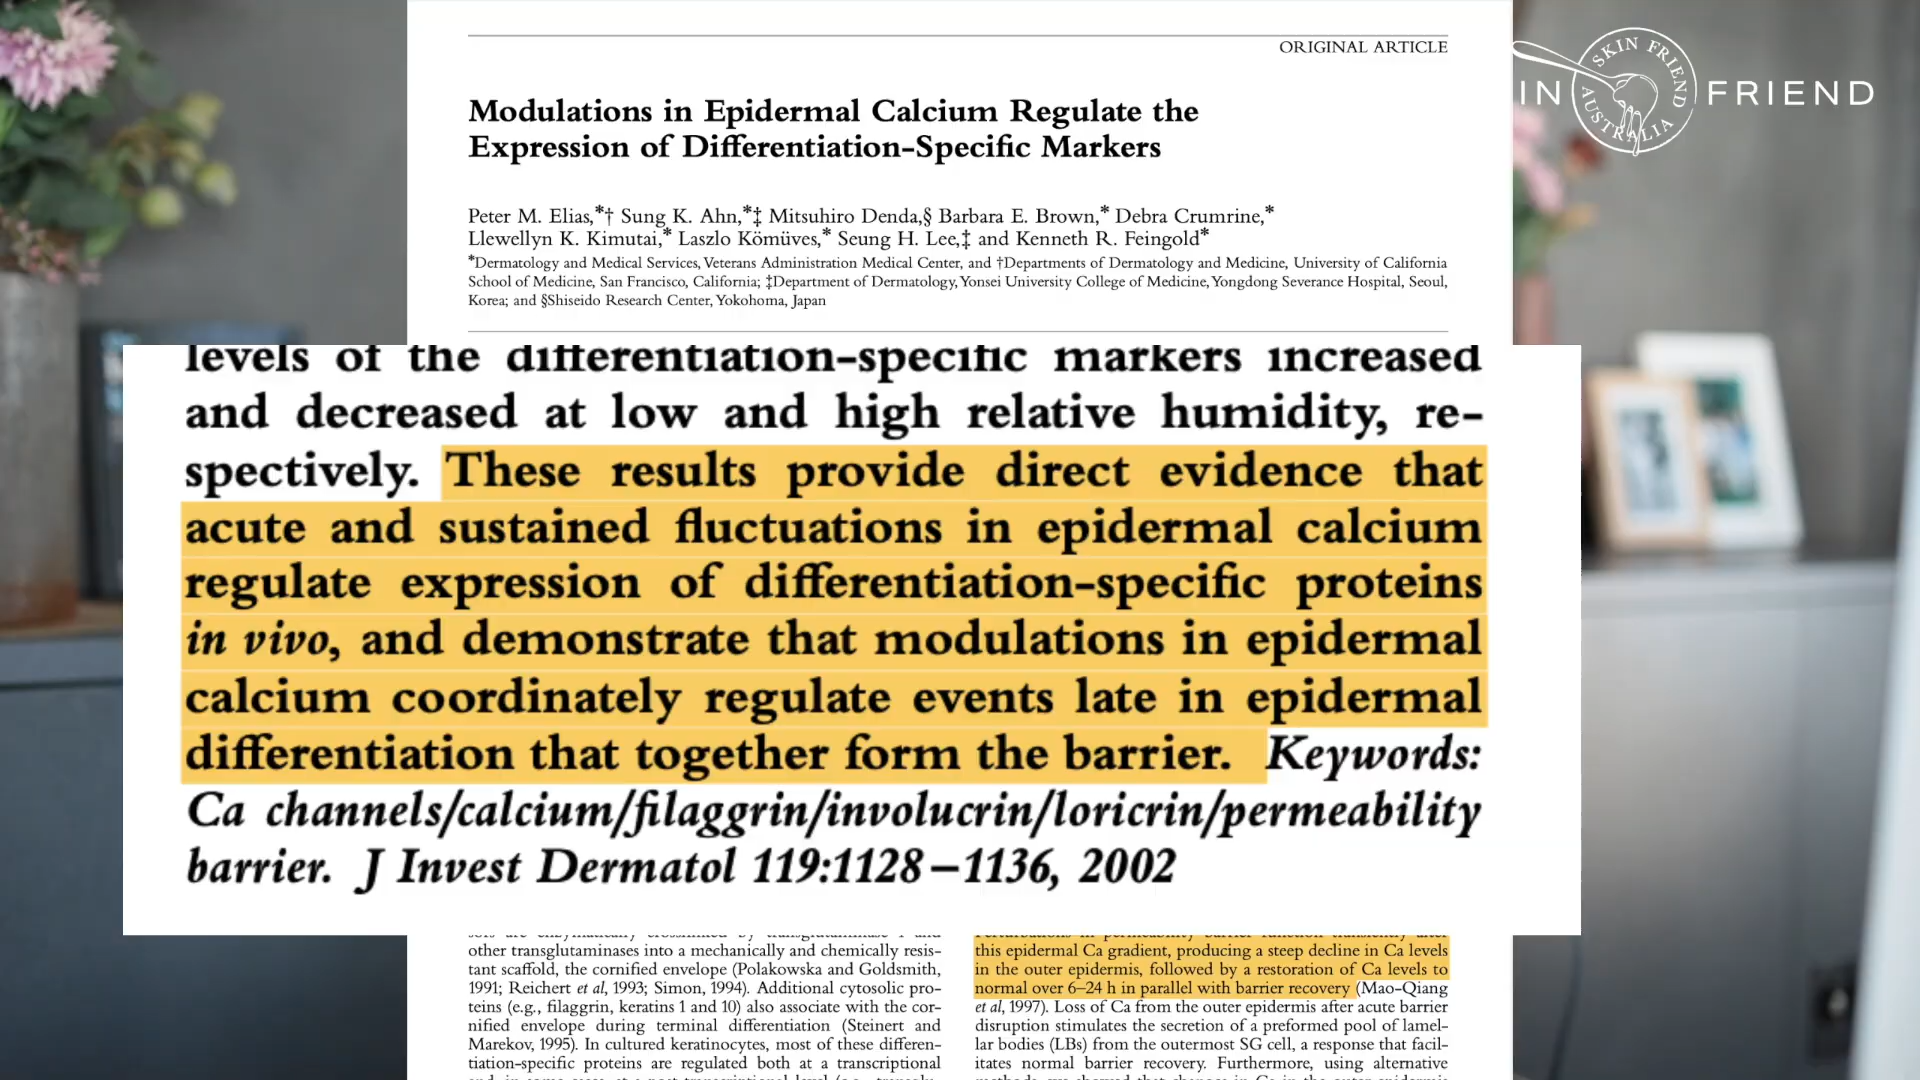 ORIGINAL ARTICLE
Modulations in Epidermal Calcium Regulate the
Expression of Differentiation-Specific Markers
Peter M. Elias,*† Sung K. Ahn,*‡ Mitsuhiro Denda,§ Barbara E. Brown,* Debra Crumrine,*
Llewellyn K. Kimutai,* Laszlo Kömüves,* Seung H. Lee,‡ and Kenneth R. Feingold*
*Dermatology and Medical Services, Veterans Administration Medical Center, and †Departments of Dermatology and Medicine, University of California
School of Medicine, San Francisco, California; ‡Department of Dermatology, Yonsei University College of Medicine, Yongdong Severance Hospital, Seoul,
Korea; and §Shiseido Research Center, Yokohoma, Japan
SKIN FRIEND
AUSTRALIA
IN FRIEND
levels of the differentiation-specific markers increased
and decreased at low and high relative humidity, re-
spectively. These results provide direct evidence that
acute and sustained fluctuations in epidermal calcium
regulate expression of differentiation-specific proteins
in vivo, and demonstrate that modulations in epidermal
calcium coordinately regulate events late in epidermal
differentiation that together form the barrier. Keywords:
Ca channels/calcium/filaggrin/involucrin/loricrin/permeability
barrier. J Invest Dermatol 119:1128–1136, 2002
other transglutaminases into a mechanically and chemically resis-
tant scaffold, the cornified envelope (Polakowska and Goldsmith,
1991; Reichert et al, 1993; Simon, 1994). Additional cytosolic pro-
teins (e.g., filaggrin, keratins 1 and 10) also associate with the cor-
nified envelope during terminal differentiation (Steinert and
Marekov, 1995). In cultured keratinocytes, most of these differen-
tiation-specific proteins are regulated both at a transcriptional
this epidermal Ca gradient, producing a steep decline in Ca levels
in the outer epidermis, followed by a restoration of Ca levels to
normal over 6–24 h in parallel with barrier recovery (Mao-Qiang
et al, 1997). Loss of Ca from the outer epidermis after acute barrier
disruption stimulates the secretion of a preformed pool of lamel-
lar bodies (LBs) from the outermost SG cell, a response that facil-
itates normal barrier recovery. Furthermore, using alternative